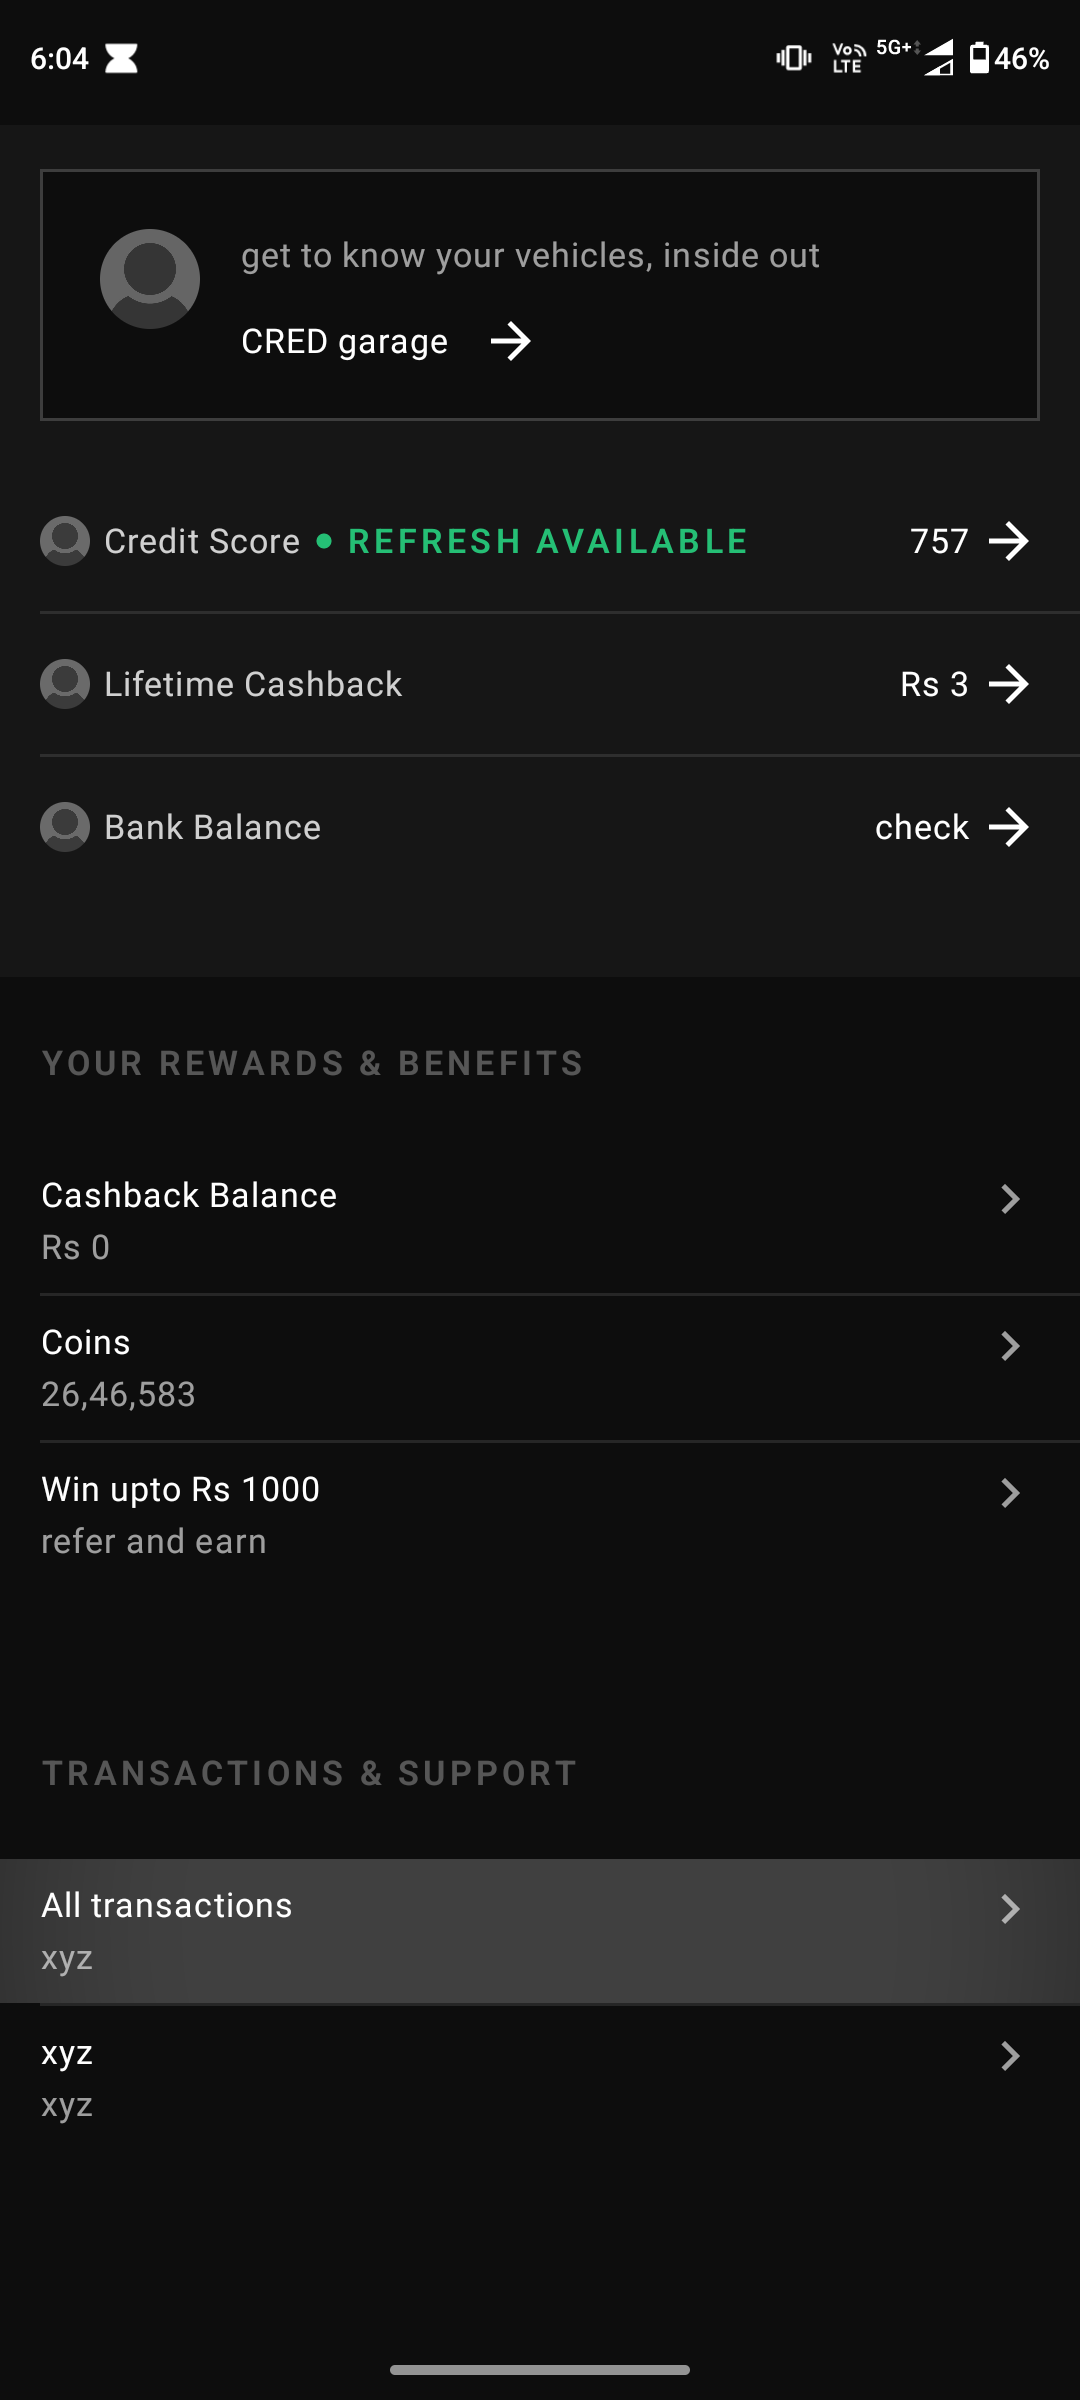 6:04
Vo LTE 5G+ 46%
get to know your vehicles, inside out
CRED garage
Credit Score • REFRESH AVAILABLE 757
Lifetime Cashback Rs 3
Bank Balance check
YOUR REWARDS & BENEFITS
Cashback Balance
Rs 0
Coins
26,46,583
Win upto Rs 1000
refer and earn
TRANSACTIONS & SUPPORT
All transactions
xyz
xyz
xyz